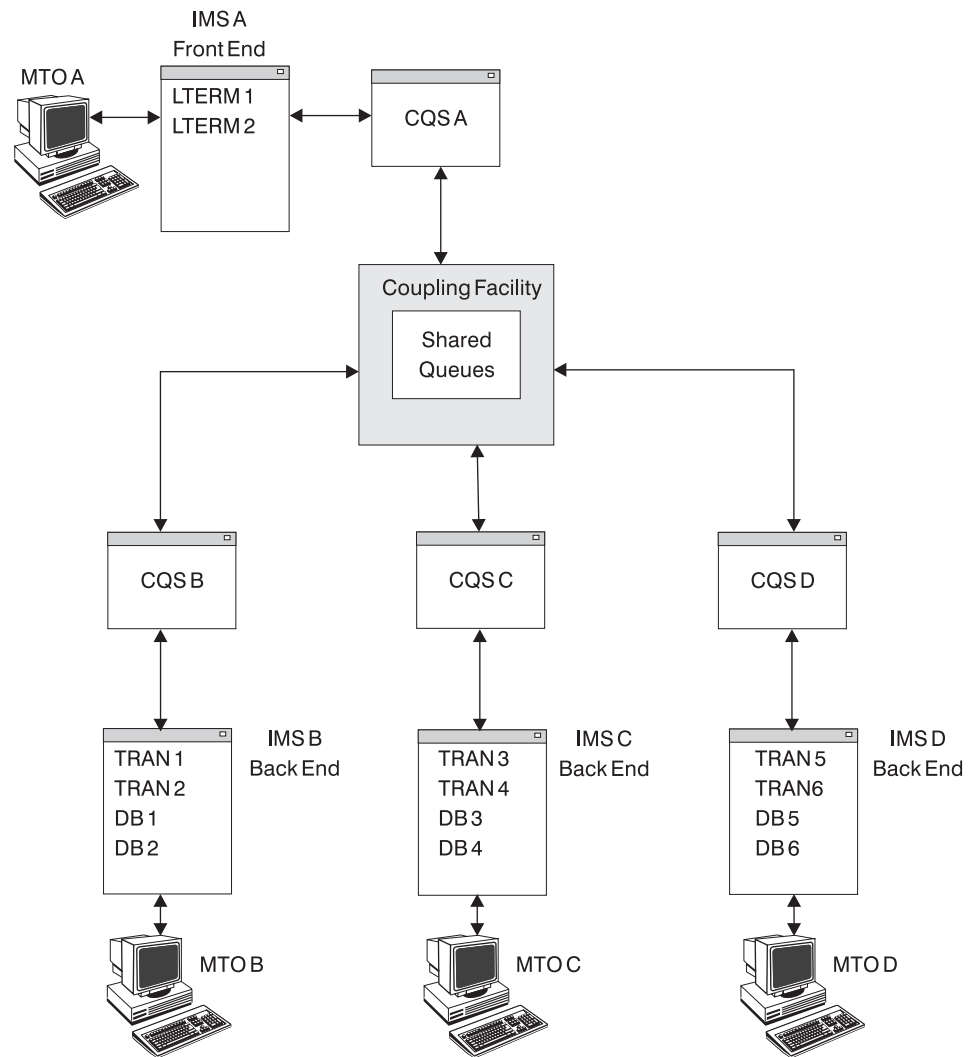 IMS A
Front End
MTO A
LTERM 1
LTERM 2
CQS A
Coupling Facility
Shared
Queues
CQS B
CQS C
CQS D
IMS B
Back End
TRAN 1
TRAN 2
DB 1
DB 2
IMS C
Back End
TRAN 3
TRAN 4
DB 3
DB 4
IMS D
Back End
TRAN 5
TRAN6
DB 5
DB 6
MTO B
MTO C
MTO D